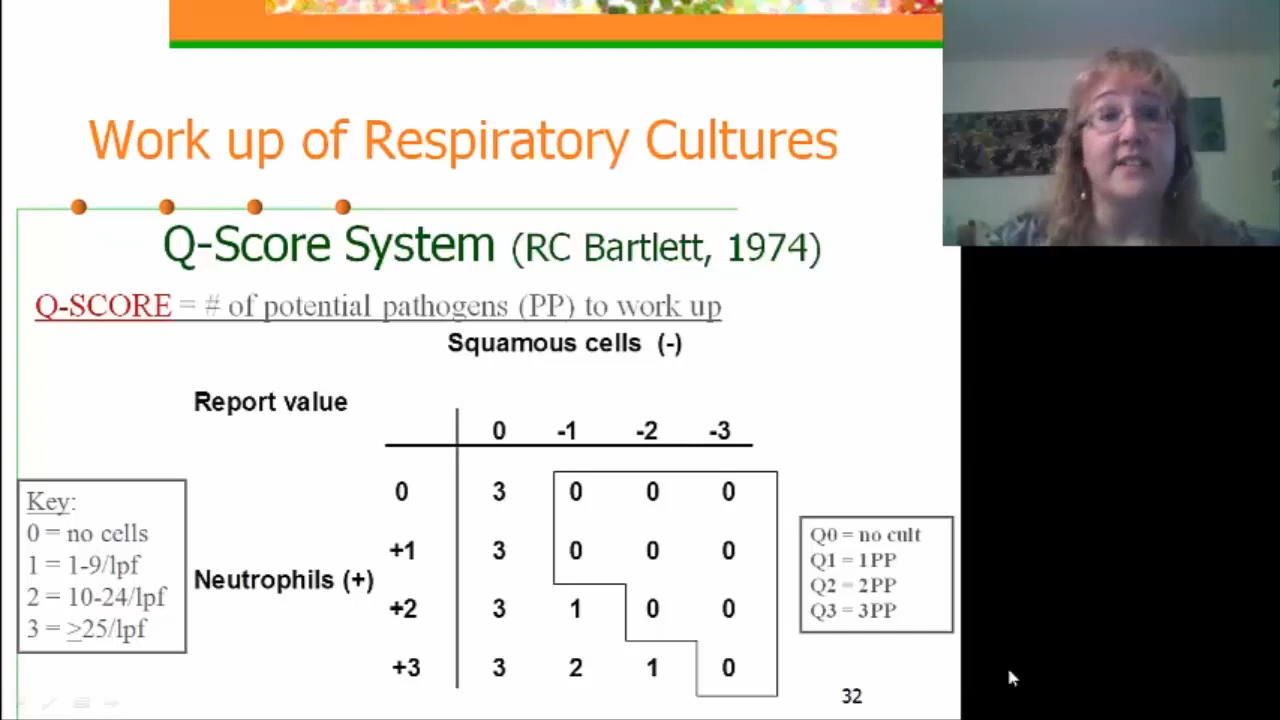 Work up of Respiratory Cultures
Q-Score System (RC Bartlett, 1974)
Q-SCORE = # of potential pathogens (PP) to work up
Squamous cells (-)
Report value
0 -1 -2 -3
0 3 0 0 0
+1 3 0 0 0
Neutrophils (+)
+2 3 1 0 0
+3 3 2 1 0
Key:
0 = no cells
1 = 1-9/lpf
2 = 10-24/lpf
3 = ≥25/lpf
Q0 = no cult
Q1 = 1PP
Q2 = 2PP
Q3 = 3PP
32